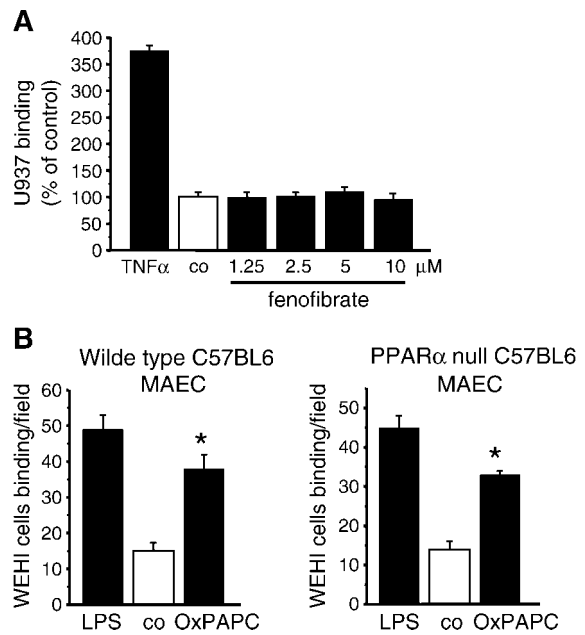 A
U937 binding
(% of control)
400
350
300
250
200
150
100
50
0
TNFα co 1.25 2.5 5 10 μM
fenofibrate
B
Wilde type C57BL6
MAEC
WEHI cells binding/field
60
50
40
30
20
10
0
*
LPS co OxPAPC
PPARα null C57BL6
MAEC
WEHI cells binding/field
50
40
30
20
10
0
*
LPS co OxPAPC